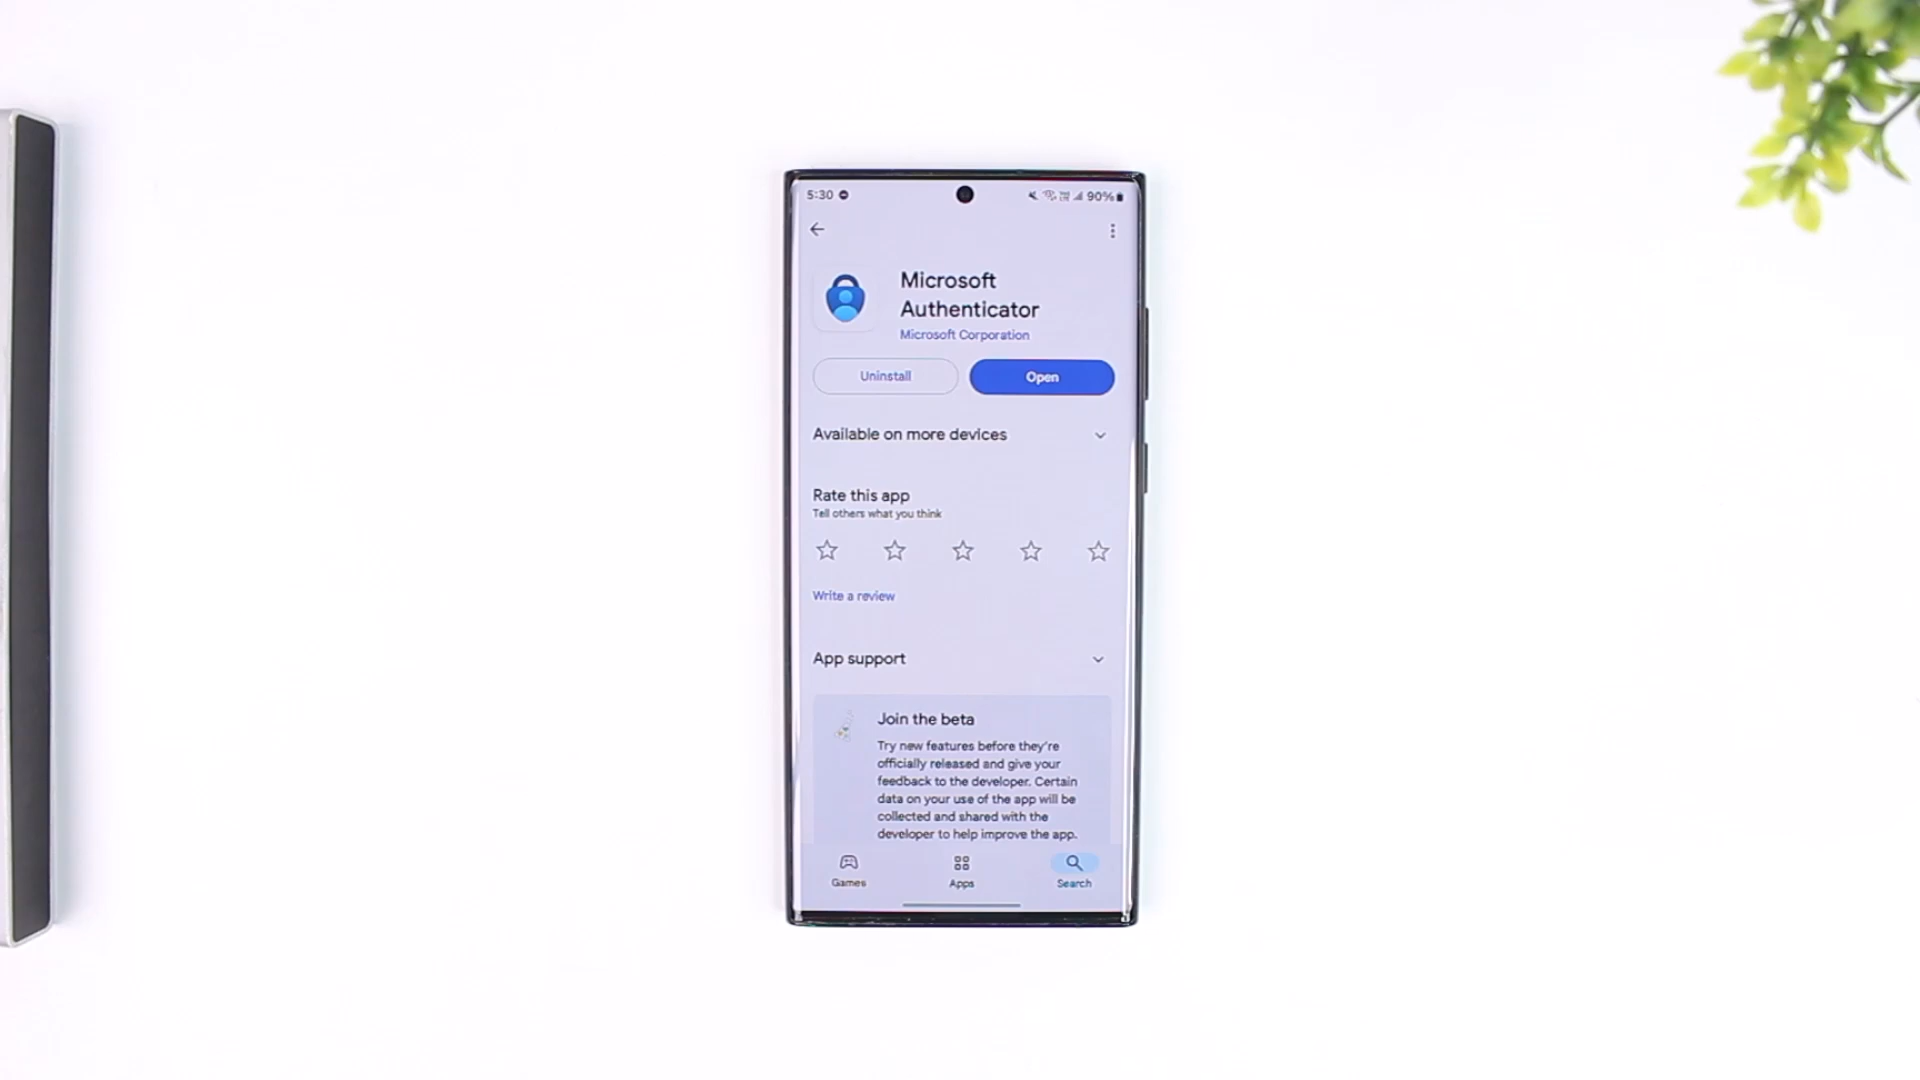 5:30
90%
Microsoft
Authenticator
Microsoft Corporation
Uninstall
Open
Available on more devices
Rate this app
Tell others what you think
Write a review
App support
Join the beta
Try new features before they're
officially released and give your
feedback to the developer. Certain
data on your use of the app will be
collected and shared with the
developer to help improve the app.
Games
Apps
Search